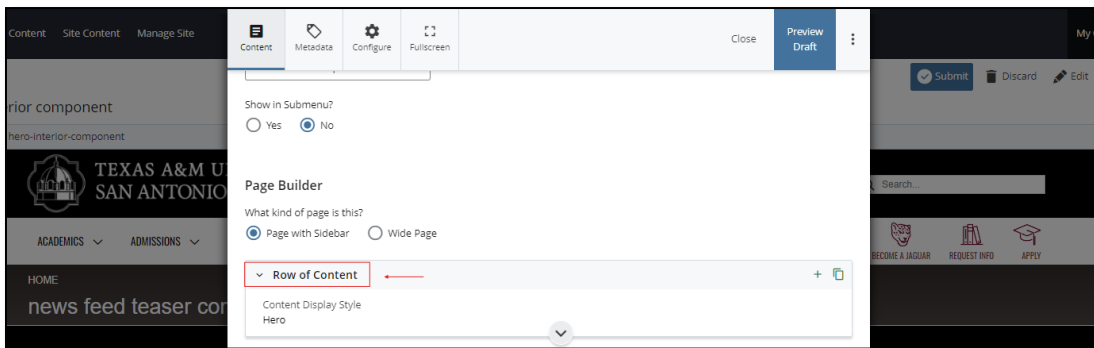 Content Site Content Manage Site
Content Metadata Configure Fullscreen
Close
Preview Draft
My
Submit Discard Edit
rior component
Show in Submenu?
Yes No
hero-interior-component
TEXAS A&M U
SAN ANTONIO
Search...
Page Builder
What kind of page is this?
Page with Sidebar Wide Page
ACADEMICS ADMISSIONS
BECOME A JAGUAR REQUEST INFO APPLY
Row of Content
HOME
news feed teaser cor
Content Display Style
Hero